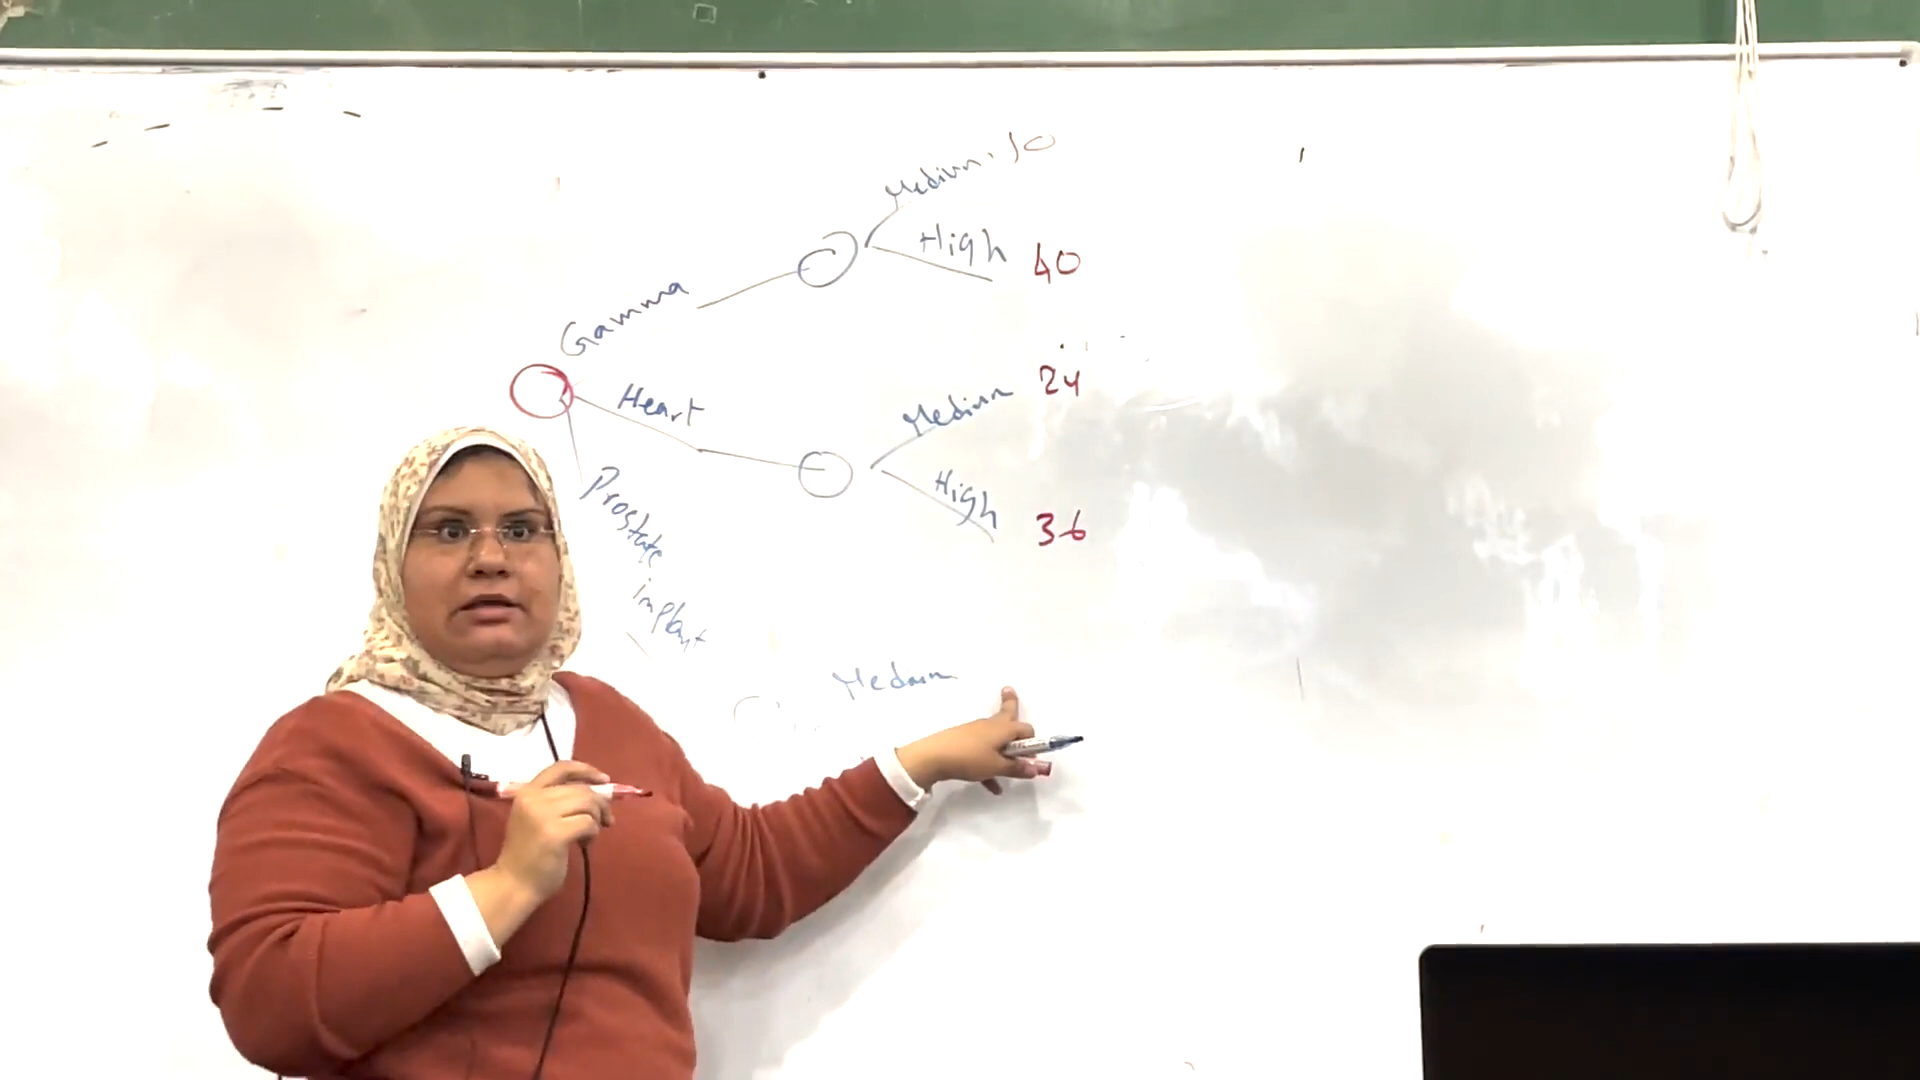 Medium 10
High 40
Gamma
Medium 24
Heart
High 36
Prostate
implant
Medium